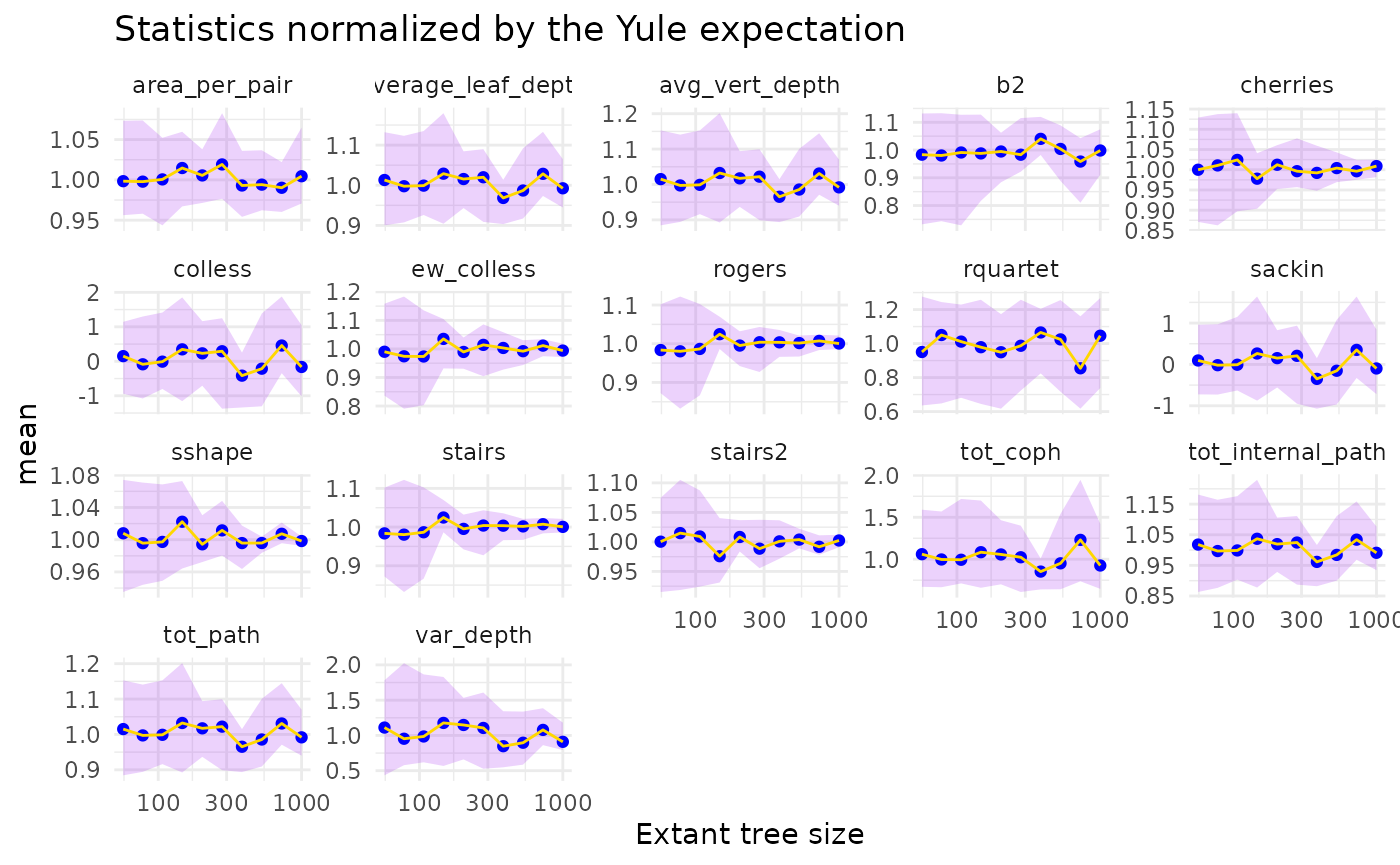 Statistics normalized by the Yule expectation
area_per_pair verage_leaf_dept avg_vert_depth b2 cherries
1.05 1.00 0.95
1.1 1.0 0.9
1.2 1.1 1.0 0.9
1.1 1.0 0.9 0.8
1.15 1.10 1.05 1.00 0.95 0.90 0.85
colless ew_colless rogers rquartet sackin
2 1 0 -1
1.2 1.1 1.0 0.9 0.8
1.1 1.0 0.9
1.2 1.0 0.8 0.6
1 0 -1
mean
sshape stairs stairs2 tot_coph tot_internal_path
1.08 1.04 1.00 0.96
1.1 1.0 0.9
1.10 1.05 1.00 0.95
2.0 1.5 1.0
1.15 1.05 0.95 0.85
100 300 1000 100 300 1000 100 300 1000
tot_path var_depth
1.2 1.1 1.0 0.9
2.0 1.5 1.0 0.5
100 300 1000 100 300 1000
Extant tree size